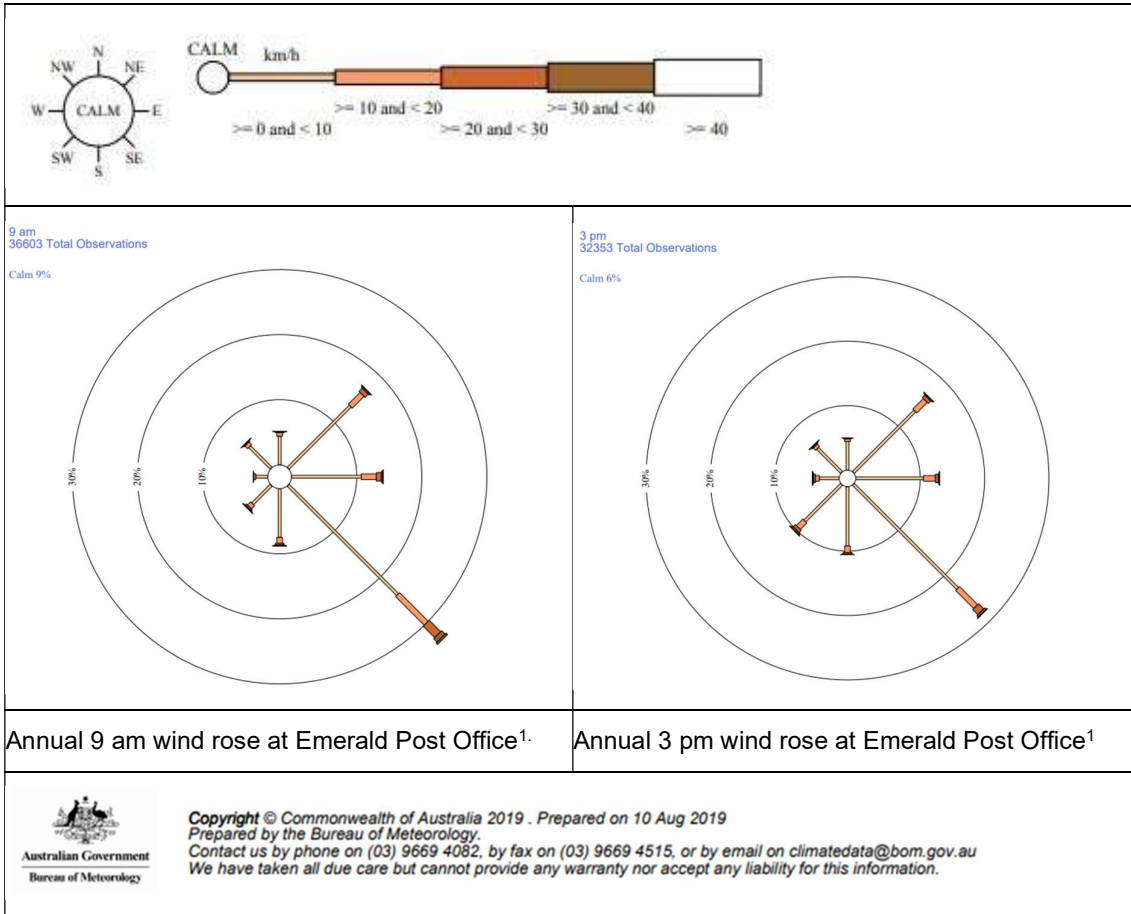 N
NW
NE
W
CALM
E
SW
SE
S
CALM
km/h
>= 0 and < 10
>= 10 and < 20
>= 20 and < 30
>= 30 and < 40
>= 40
9 am
36603 Total Observations
Calm 9%
30%
20%
10%
3 pm
32353 Total Observations
Calm 6%
30%
20%
10%
Annual 9 am wind rose at Emerald Post Office1.
Annual 3 pm wind rose at Emerald Post Office1
Australian Government
Bureau of Meteorology
Copyright © Commonwealth of Australia 2019 . Prepared on 10 Aug 2019
Prepared by the Bureau of Meteorology.
Contact us by phone on (03) 9669 4082, by fax on (03) 9669 4515, or by email on climatedata@bom.gov.au
We have taken all due care but cannot provide any warranty nor accept any liability for this information.